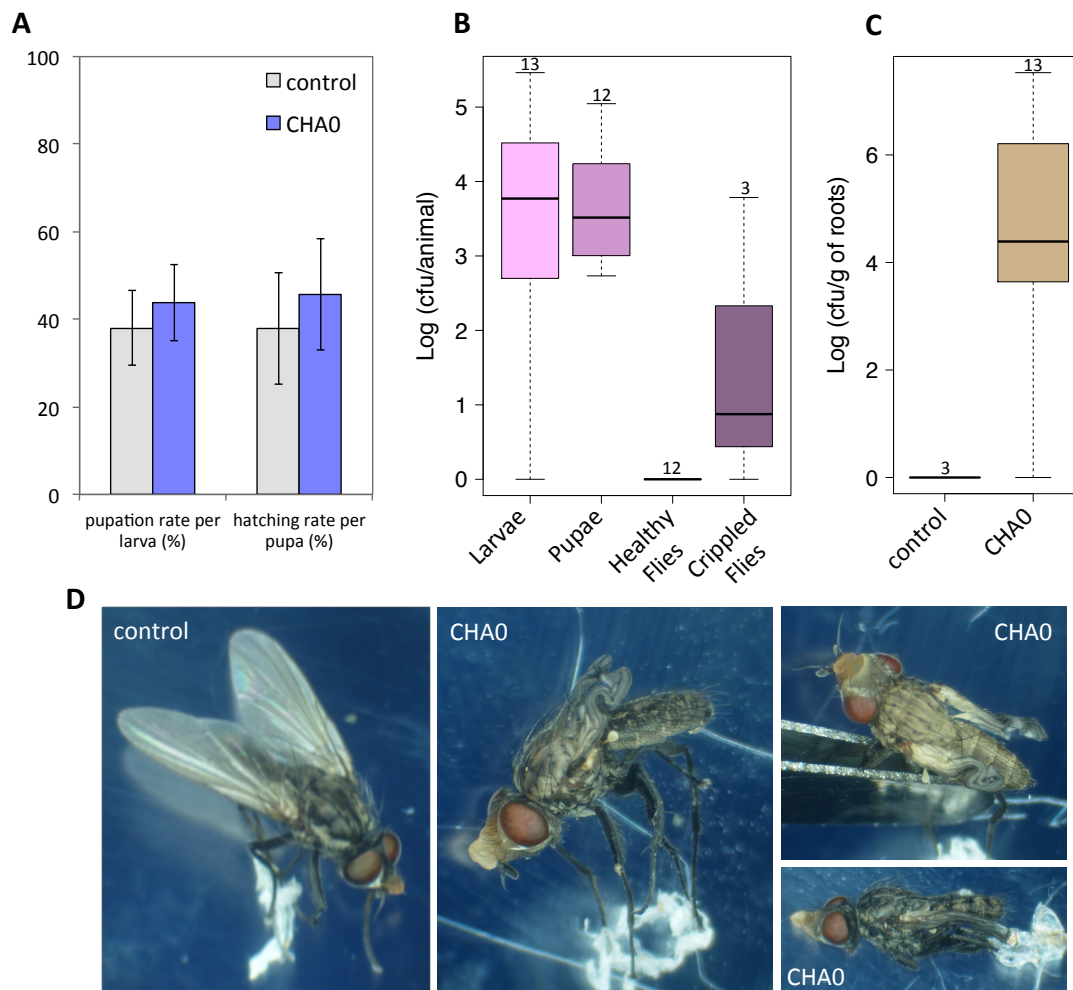 A
100
80
60
40
20
0
control
CHA0
pupation rate per
larva (%)
hatching rate per
pupa (%)
B
Log (cfu/animal)
5
4
3
2
1
0
13
12
12
3
Larvae
Pupae
Healthy
Flies
Crippled
Flies
C
Log (cfu/g of roots)
6
4
2
0
3
13
control
CHA0
D
control
CHA0
CHA0
CHA0